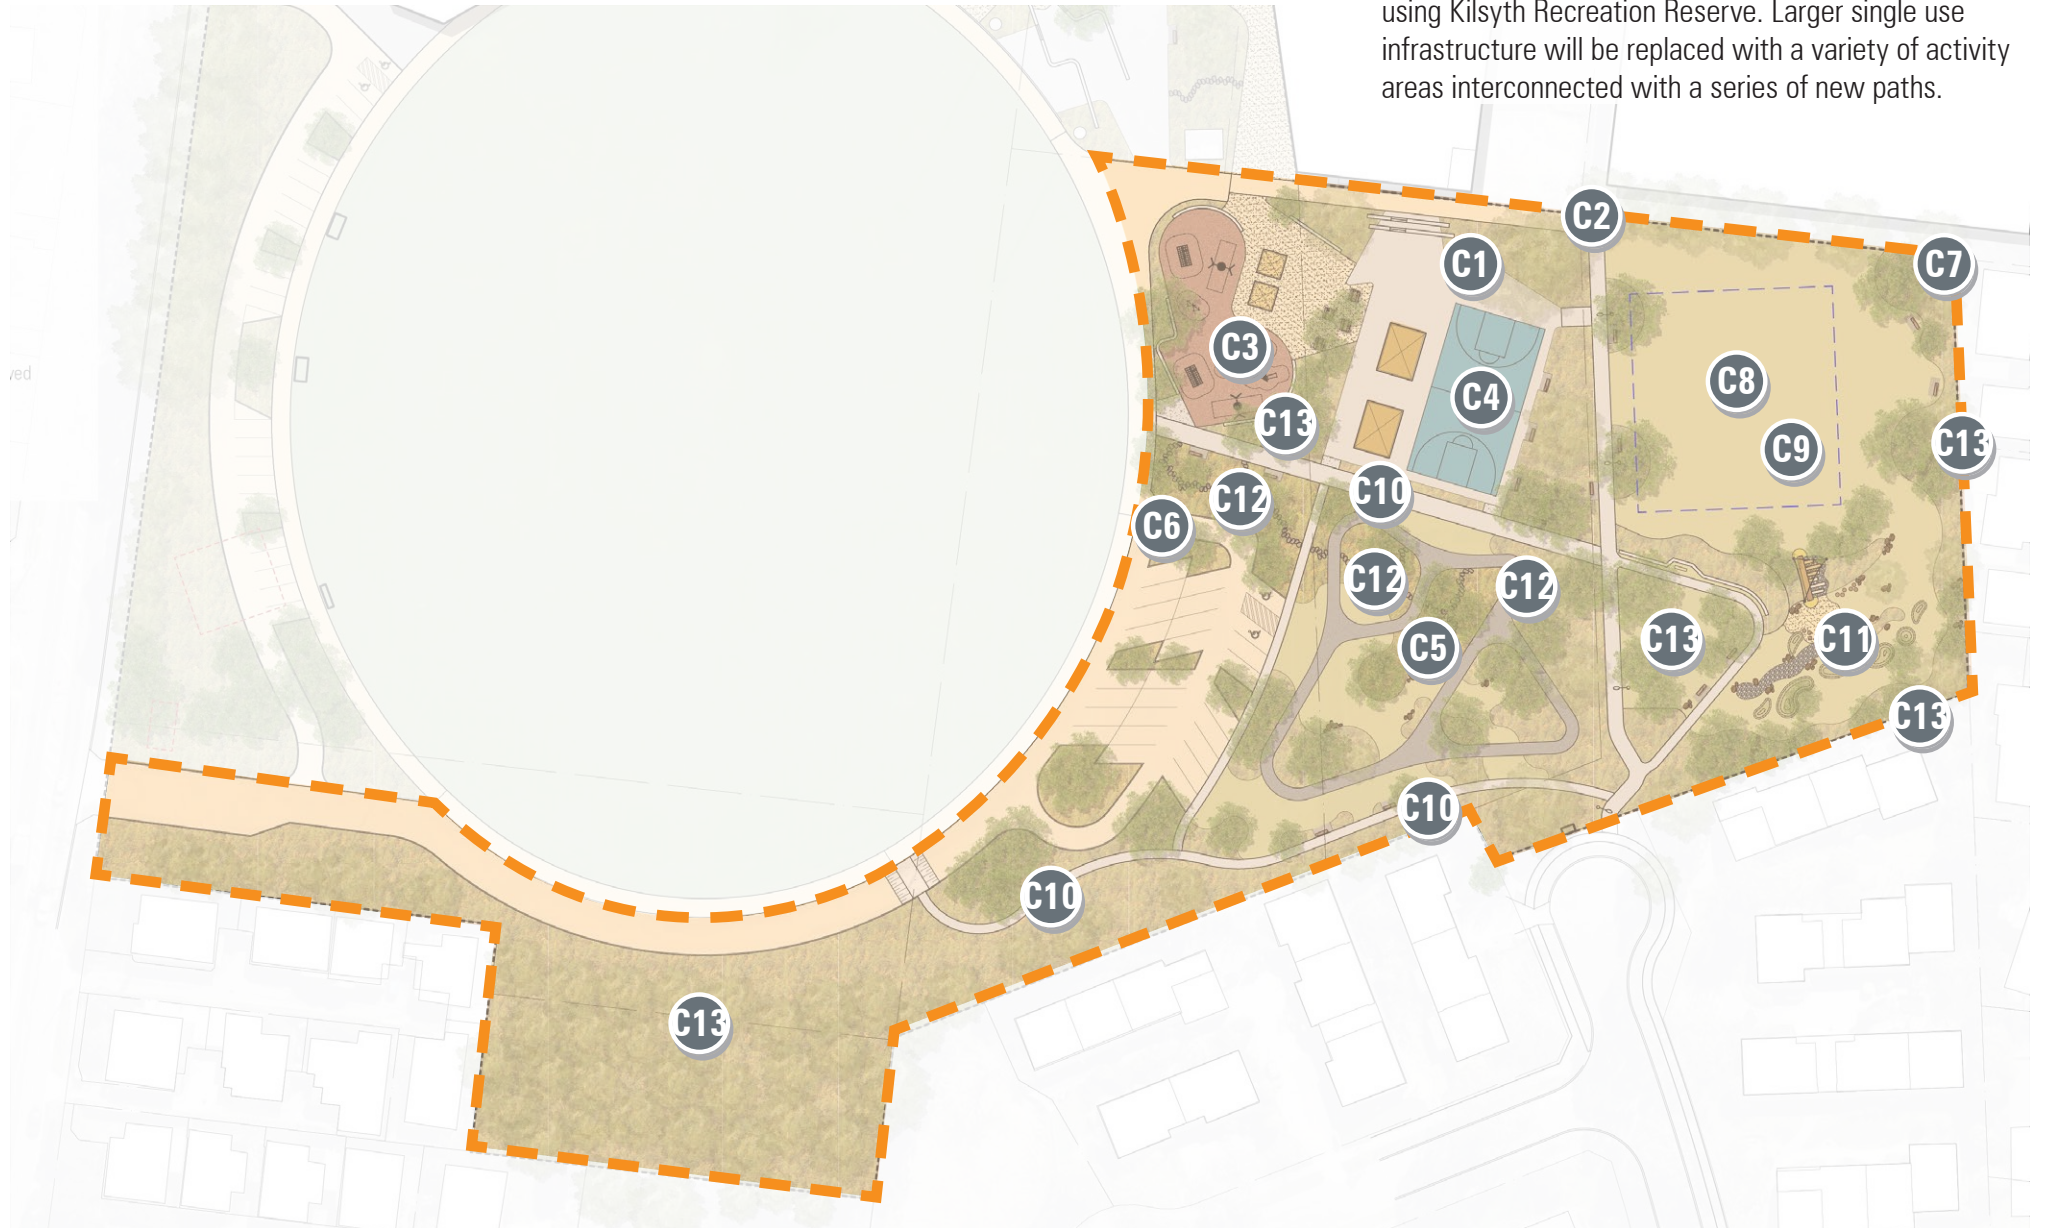 using Kilsyth Recreation Reserve. Larger single use
infrastructure will be replaced with a variety of activity
areas interconnected with a series of new paths.
C2
C1
C7
C3
C8
C4
C13
C9
C13
C10
C12
C6
C12
C12
C5
C13
C11
C13
C10
C10
C13